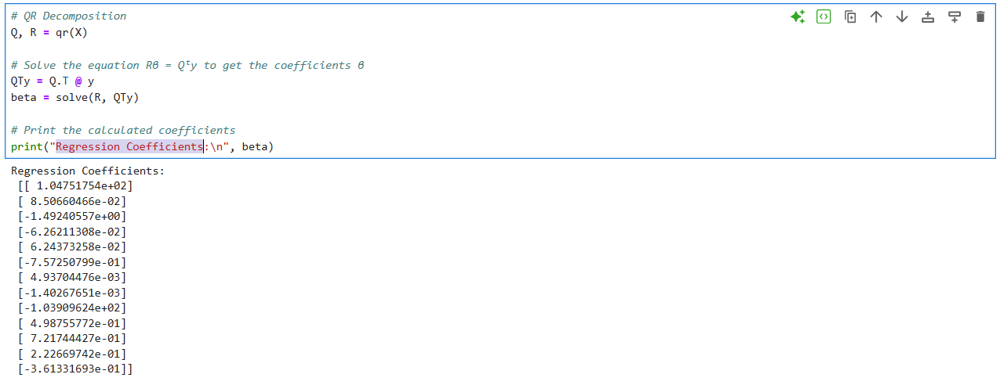 # QR Decomposition
Q, R = qr(X)
# Solve the equation Rβ = Qᵗy to get the coefficients β
QTy = Q.T @ y
beta = solve(R, QTy)
# Print the calculated coefficients
print("Regression Coefficients:\n", beta)
Regression Coefficients:
[[ 1.04751754e+02]
[ 8.50660466e-02]
[-1.49240557e+00]
[-6.26211308e-02]
[ 6.24373258e-02]
[-7.57250799e-01]
[ 4.93704476e-03]
[-1.40267651e-03]
[-1.03909624e+02]
[ 4.98755772e-01]
[ 7.21744427e-01]
[ 2.22669742e-01]
[-3.61331693e-01]]